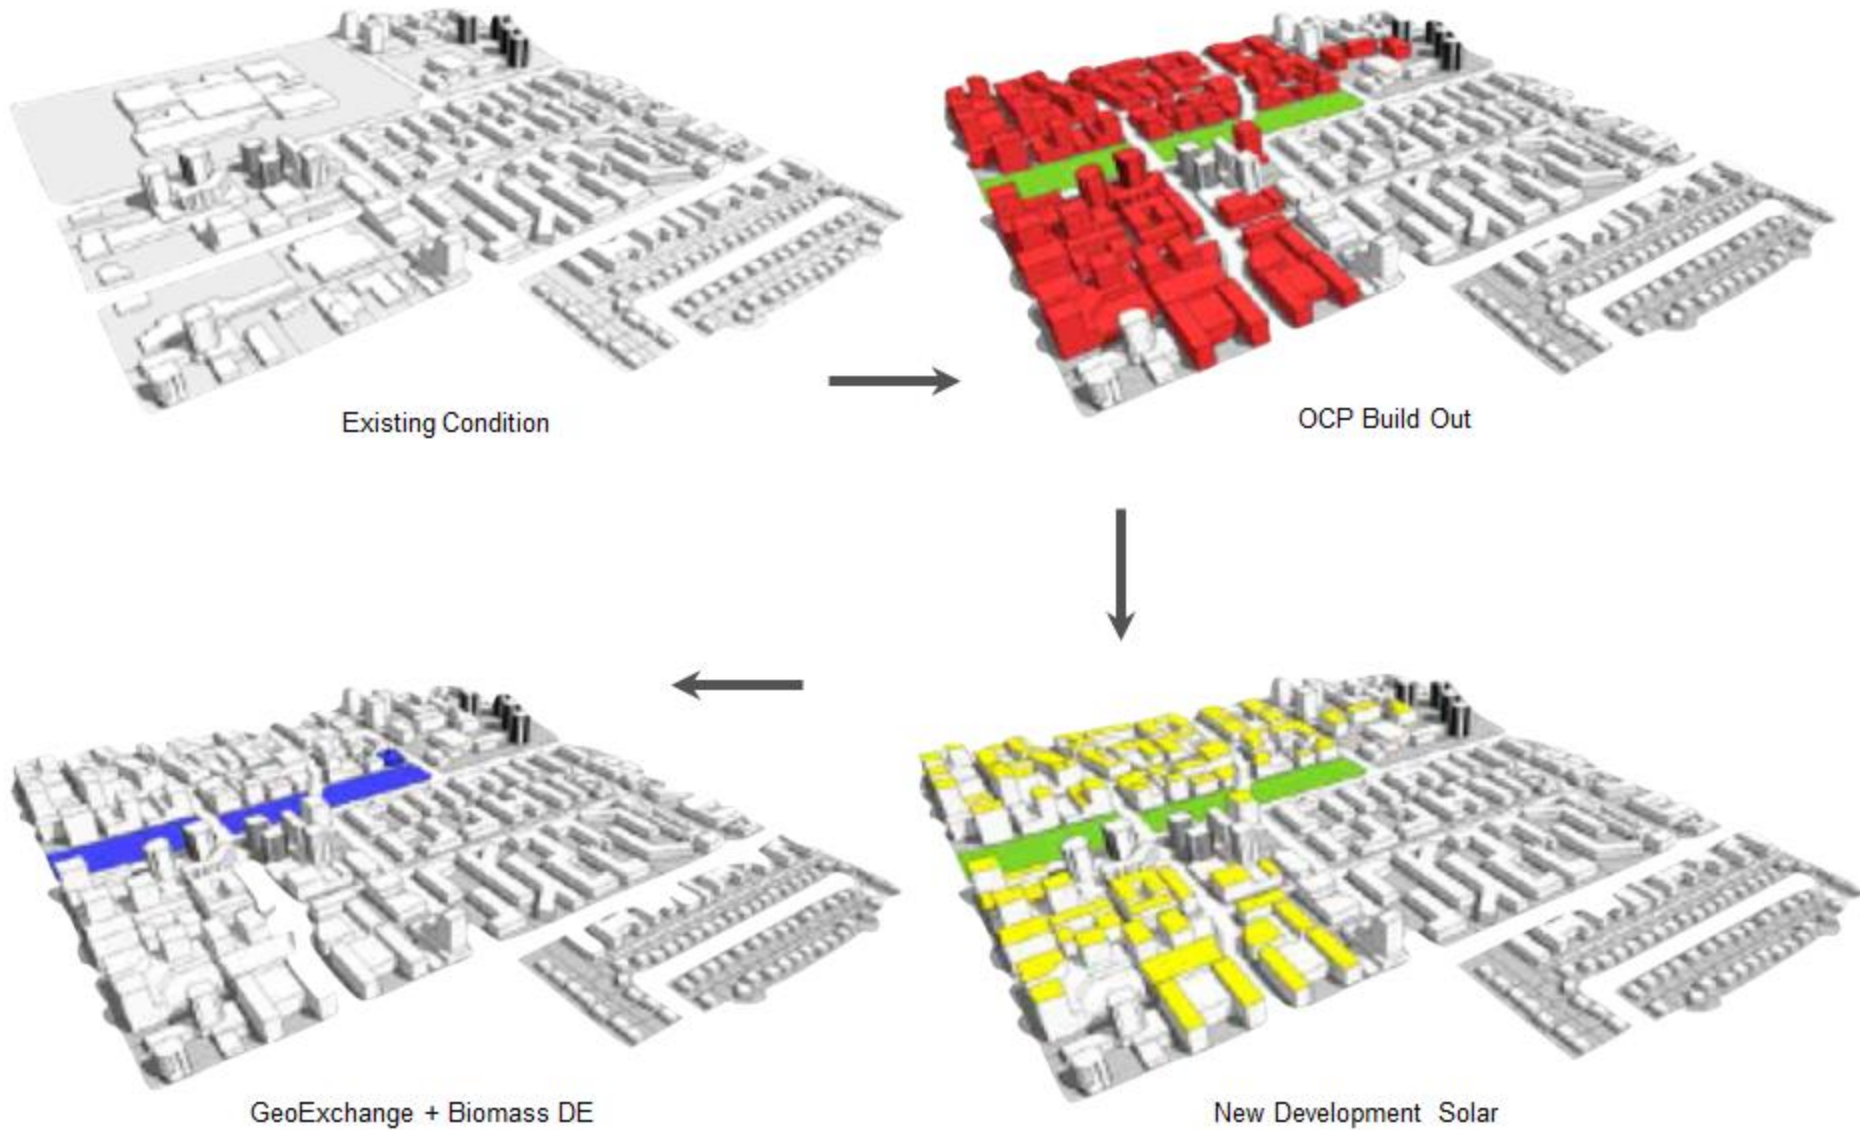 Existing Condition
OCP Build Out
GeoExchange + Biomass DE
New Development Solar